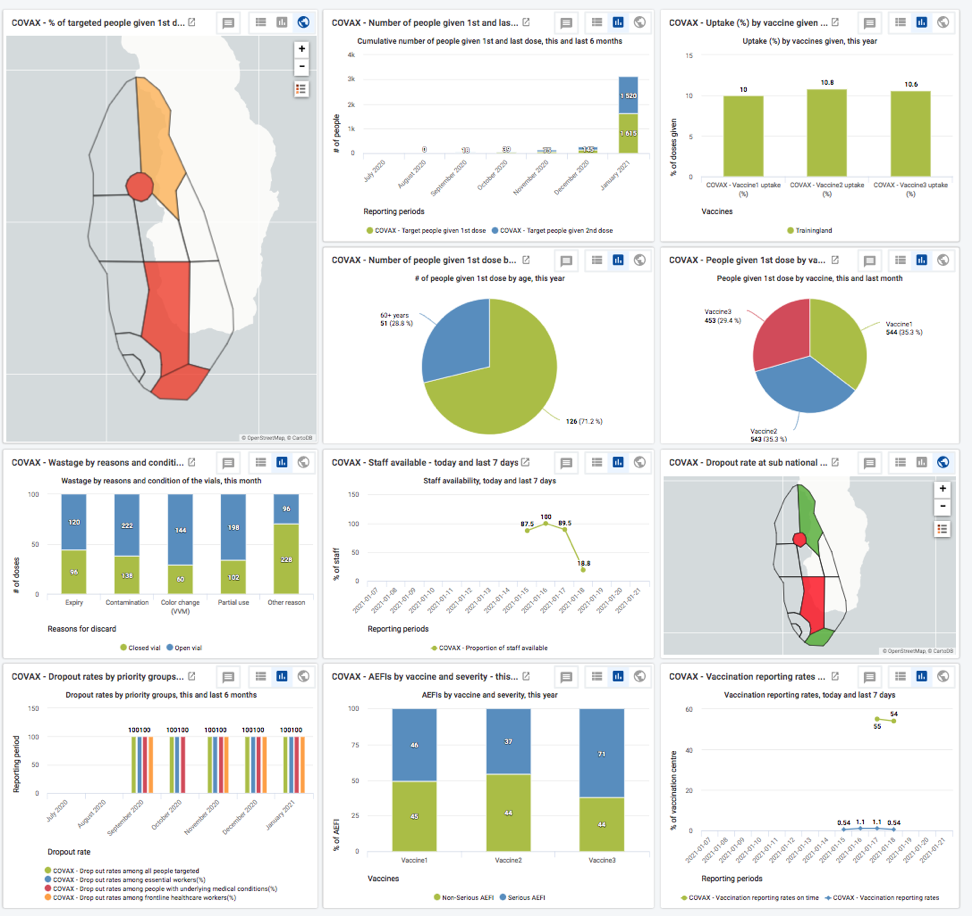 COVAX - % of targeted people given 1st d...
+
−
© OpenStreetMap, © CartoDB
COVAX - Number of people given 1st and las...
Cumulative number of people given 1st and last dose, this and last 6 months
# of people
4k
3k
2k
1k
0
0
18
39
75
145
1 520
1 615
July 2020
August 2020
September 2020
October 2020
November 2020
December 2020
January 2021
Reporting periods
COVAX - Target people given 1st dose
COVAX - Target people given 2nd dose
COVAX - Uptake (%) by vaccine given ...
Uptake (%) by vaccines given, this year
% of doses given
15
10
5
0
10
10.8
10.6
COVAX - Vaccine1 uptake (%)
COVAX - Vaccine2 uptake (%)
COVAX - Vaccine3 uptake (%)
Vaccines
Trainingland
COVAX - Number of people given 1st dose b...
# of people given 1st dose by age, this year
60+ years
51 (28.8 %)
126 (71.2 %)
COVAX - People given 1st dose by va...
People given 1st dose by vaccine, this and last month
Vaccine3
453 (29.4 %)
Vaccine1
544 (35.3 %)
Vaccine2
543 (35.3 %)
COVAX - Wastage by reasons and conditi...
Wastage by reasons and condition of the vials, this month
# of doses
100
50
0
120
222
144
198
96
96
138
60
102
228
Expiry
Contamination
Color change (VVM)
Partial use
Other reason
Reasons for discard
Closed vial
Open vial
COVAX - Staff available - today and last 7 days
Staff availability, today and last 7 days
% of staff
150
100
50
0
87.5
100
89.5
18.8
2021-01-07
2021-01-08
2021-01-09
2021-01-10
2021-01-11
2021-01-12
2021-01-13
2021-01-14
2021-01-15
2021-01-16
2021-01-17
2021-01-18
2021-01-19
2021-01-20
2021-01-21
Reporting periods
COVAX - Proportion of staff available
COVAX - Dropout rate at sub national ...
+
−
© OpenStreetMap, © CartoDB
COVAX - Dropout rates by priority groups...
Dropout rates by priority groups, this and last 6 months
Reporting period
150
100
50
0
100100
100100
100100
100100
100100
July 2020
August 2020
September 2020
October 2020
November 2020
December 2020
January 2021
Dropout rate
COVAX - Drop out rates among all people targeted
COVAX - Drop out rates among essential workers(%)
COVAX - Drop out rates among people with underlying medical conditions(%)
COVAX - Drop out rates among frontline healthcare workers(%)
COVAX - AEFIs by vaccine and severity - this...
AEFIs by vaccine and severity, this year
% of AEFI
100
75
50
25
0
46
37
71
45
44
44
Vaccine1
Vaccine2
Vaccine3
Vaccines
Non-Serious AEFI
Serious AEFI
COVAX - Vaccination reporting rates ...
Vaccination reporting rates, today and last 7 days
% of vaccination centre
60
40
20
0
55
54
0.54
1.1
1.1
0.54
2021-01-07
2021-01-08
2021-01-09
2021-01-10
2021-01-11
2021-01-12
2021-01-13
2021-01-14
2021-01-15
2021-01-16
2021-01-17
2021-01-18
2021-01-19
2021-01-20
2021-01-21
Reporting periods
COVAX - Vaccination reporting rates on time
COVAX - Vaccination reporting rates